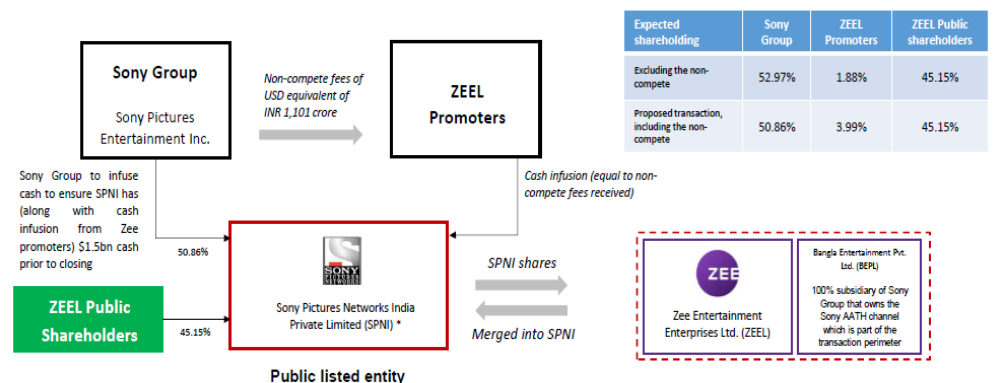 Sony Group
Sony Pictures
Entertainment Inc.
Non-compete fees of
USD equivalent of
INR 1,101 crore
ZEEL
Promoters
Expected
shareholding
Sony
Group
ZEEL
Promoters
ZEEL Public
shareholders
Excluding the non-
compete
52.97%
1.88%
45.15%
Proposed transaction,
including the non-
compete
50.86%
3.99%
45.15%
Sony Group to infuse
cash to ensure SPNI has
(along with cash
infusion from Zee
promoters) $1.5bn cash
prior to closing
50.86%
Cash infusion (equal to non-
compete fees received)
ZEEL Public
Shareholders
45.15%
SONY
PICTURES
NETWORKS
Sony Pictures Networks India
Private Limited (SPNI) *
Public listed entity
SPNI shares
Merged into SPNI
ZEE
Zee Entertainment
Enterprises Ltd. (ZEEL)
Bangla Entertainment Pvt.
Ltd. (BEPL)
100% subsidiary of Sony
Group that owns the
Sony AATH channel
which is part of the
transaction perimeter